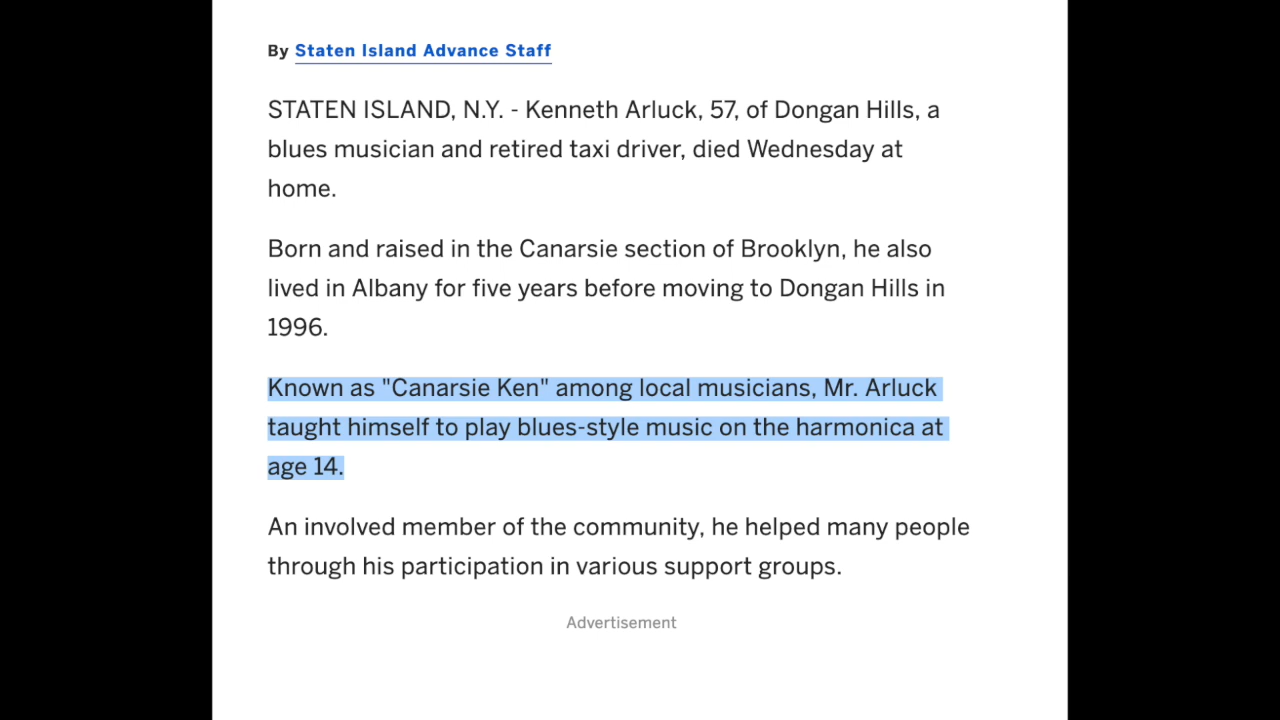 By Staten Island Advance Staff
STATEN ISLAND, N.Y. - Kenneth Arluck, 57, of Dongan Hills, a
blues musician and retired taxi driver, died Wednesday at
home.
Born and raised in the Canarsie section of Brooklyn, he also
lived in Albany for five years before moving to Dongan Hills in
1996.
Known as "Canarsie Ken" among local musicians, Mr. Arluck
taught himself to play blues-style music on the harmonica at
age 14.
An involved member of the community, he helped many people
through his participation in various support groups.
Advertisement